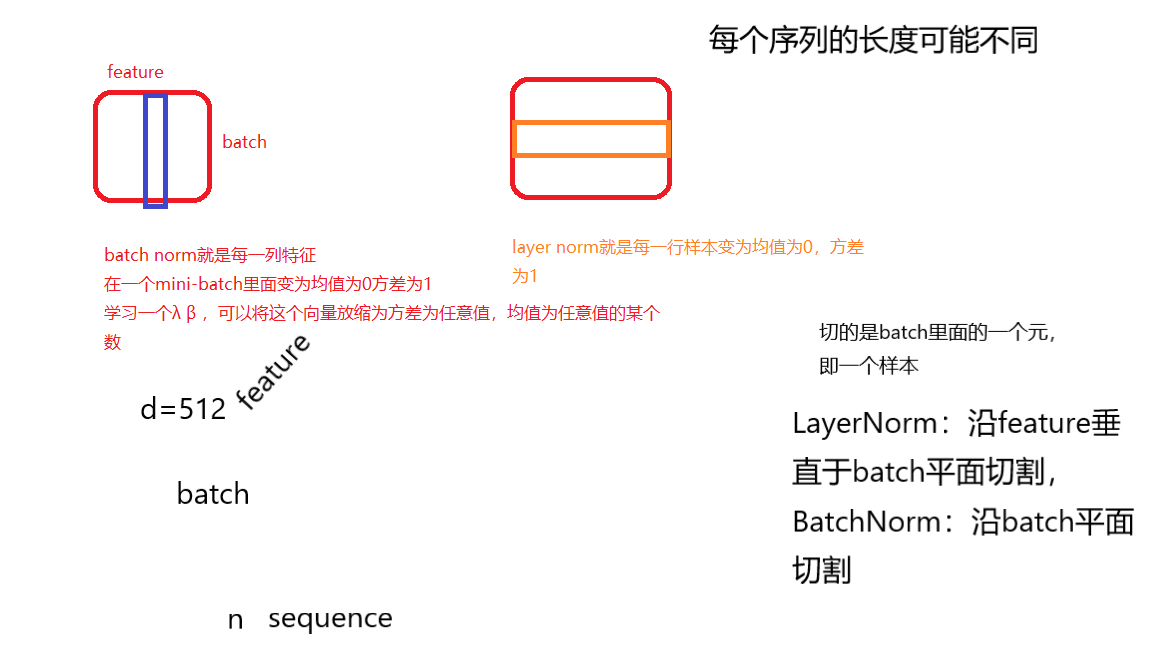 每个序列的长度可能不同
feature
batch
batch norm就是每一列特征
在一个mini-batch里面变为均值为0方差为1
学习一个λ β ，可以将这个向量放缩为方差为任意值，均值为任意值的某个
数
layer norm就是每一行样本变为均值为0，方差
为1
切的是batch里面的一个元，
即一个样本
feature
d=512
batch
n
sequence
LayerNorm：沿feature垂
直于batch平面切割，
BatchNorm：沿batch平面
切割